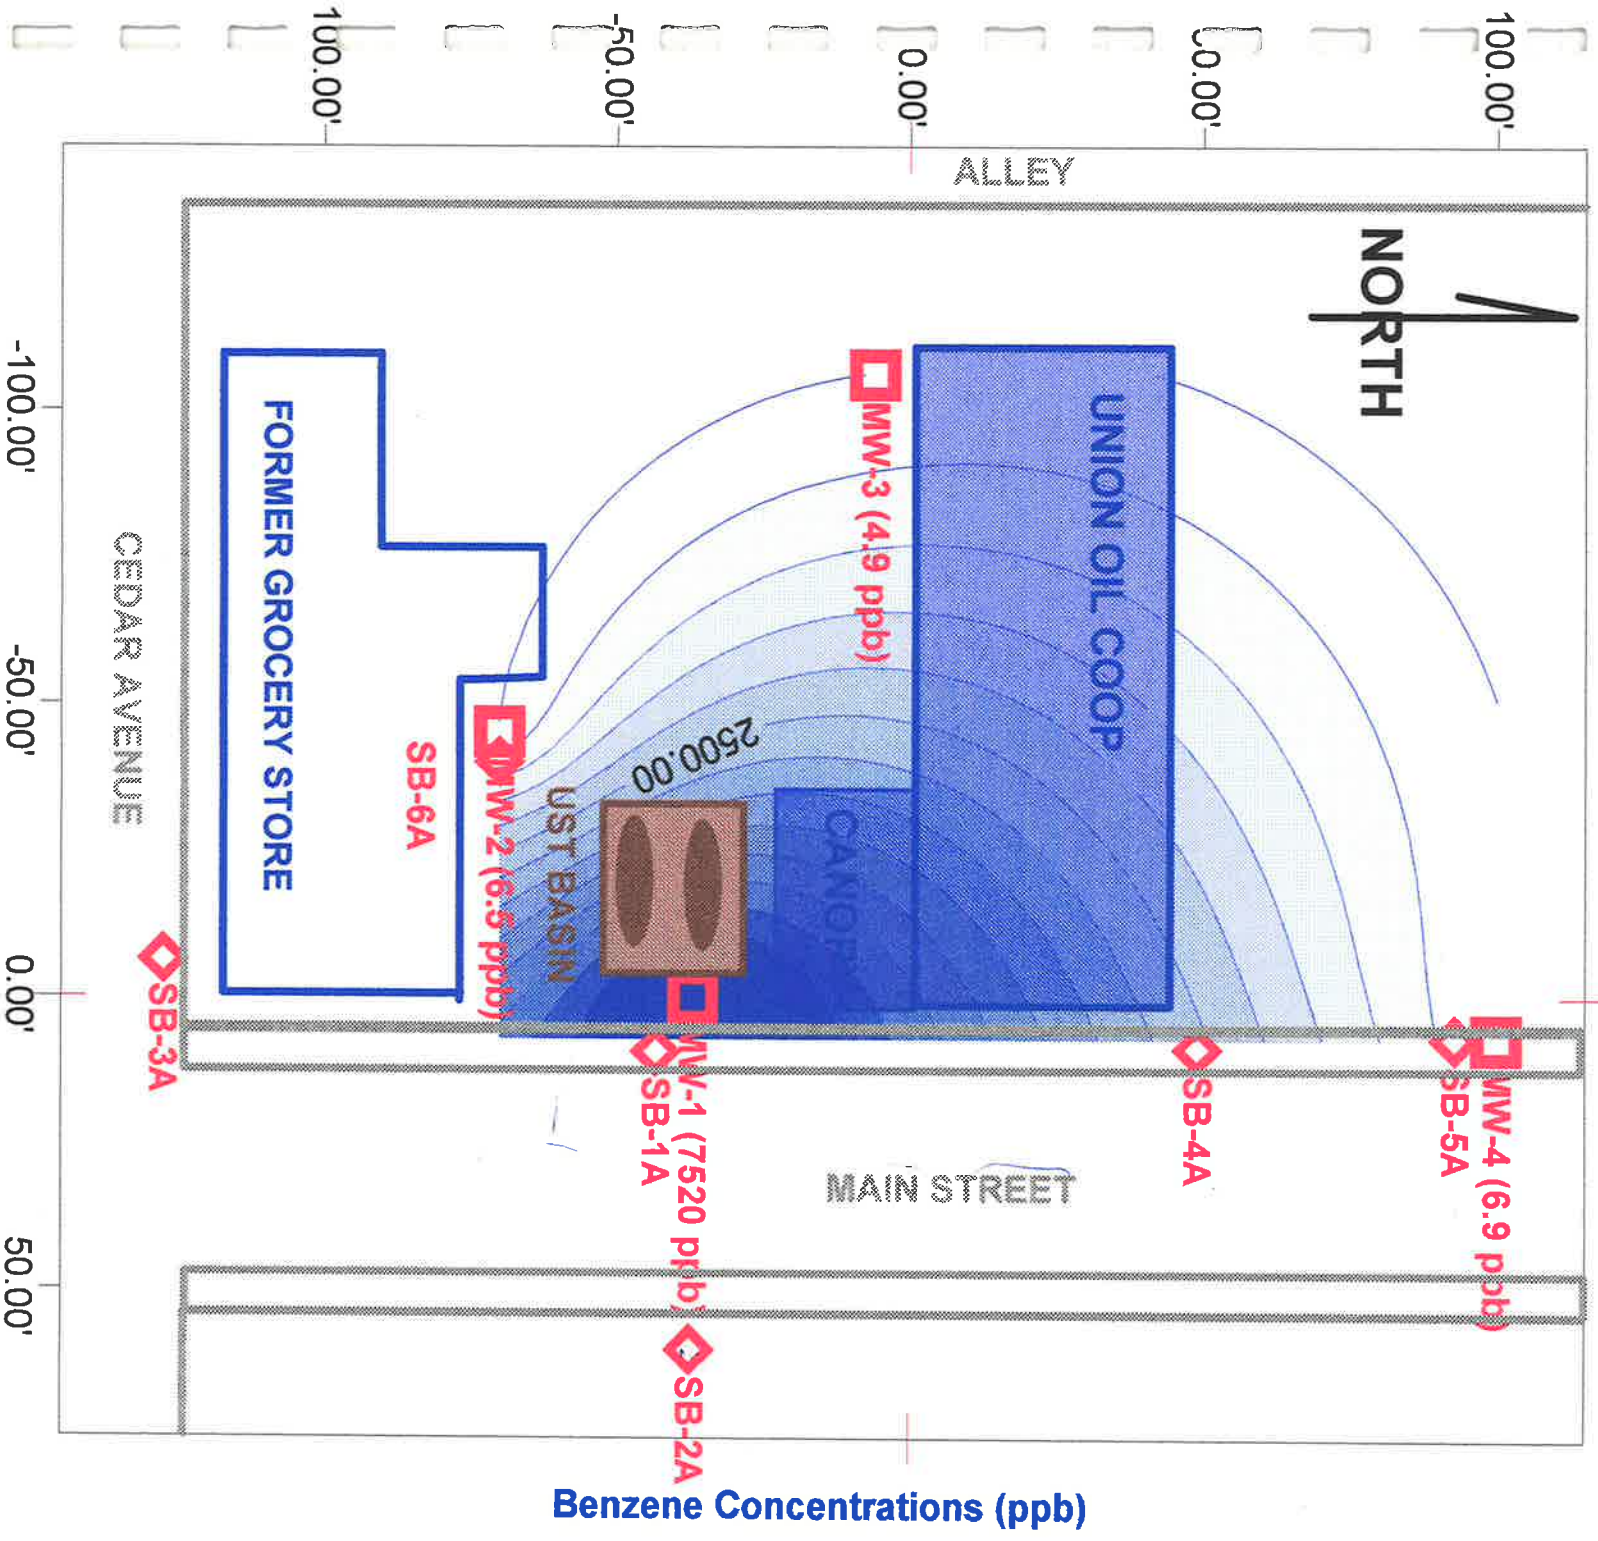 100.00'
-50.00'
0.00'
100.00'
ALLEY
NORTH
-100.00'
-50.00'
0.00'
50.00'
CEDAR AVENUE
FORMER GROCERY STORE
UNION OIL COOP
MW-3 (4.9 ppb)
2500.00
SB-6A
MW-2 (6.5 ppb)
UST BASIN
SB-3A
SB-1A
MW-1 (7520 ppb)
SB-4A
SB-5A
MW-4 (6.9 ppb)
MAIN STREET
SB-2A
Benzene Concentrations (ppb)